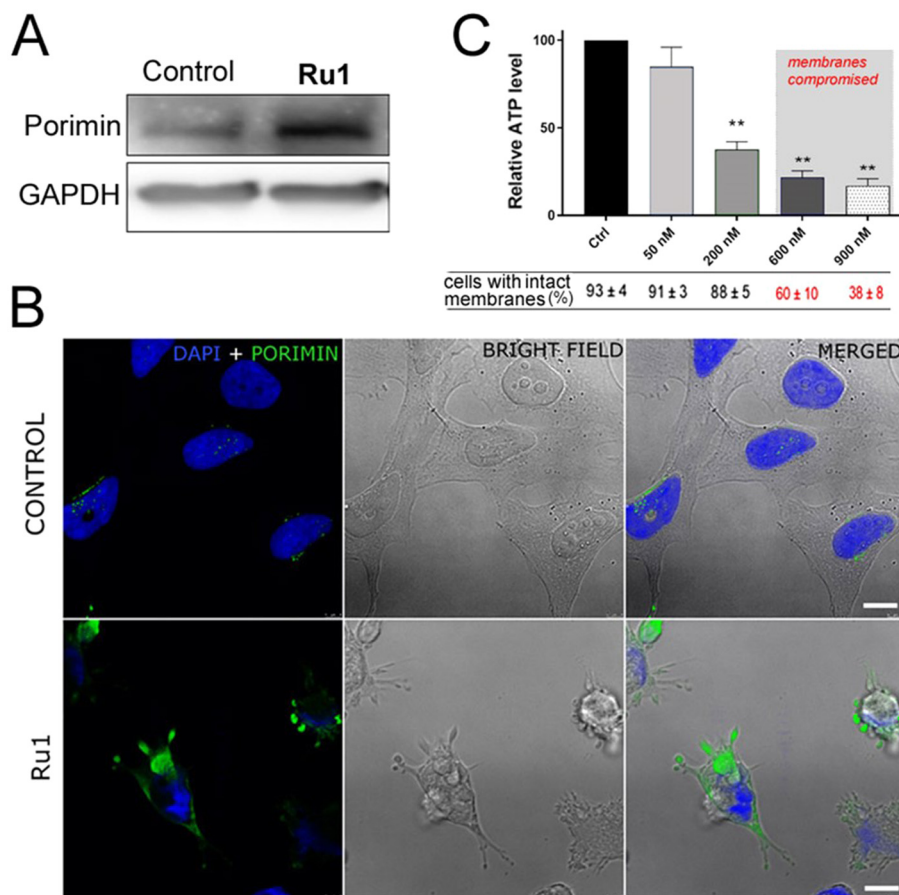 A
Control Ru1
Porimin
GAPDH
C
Relative ATP level
100
50
0
membranes
compromised
**
**
**
Ctrl
50 nM
200 nM
600 nM
900 nM
cells with intact
membranes (%)
93 ± 4 91 ± 3 88 ± 5 60 ± 10 38 ± 8
B
DAPI + PORIMIN
BRIGHT FIELD
MERGED
CONTROL
Ru1